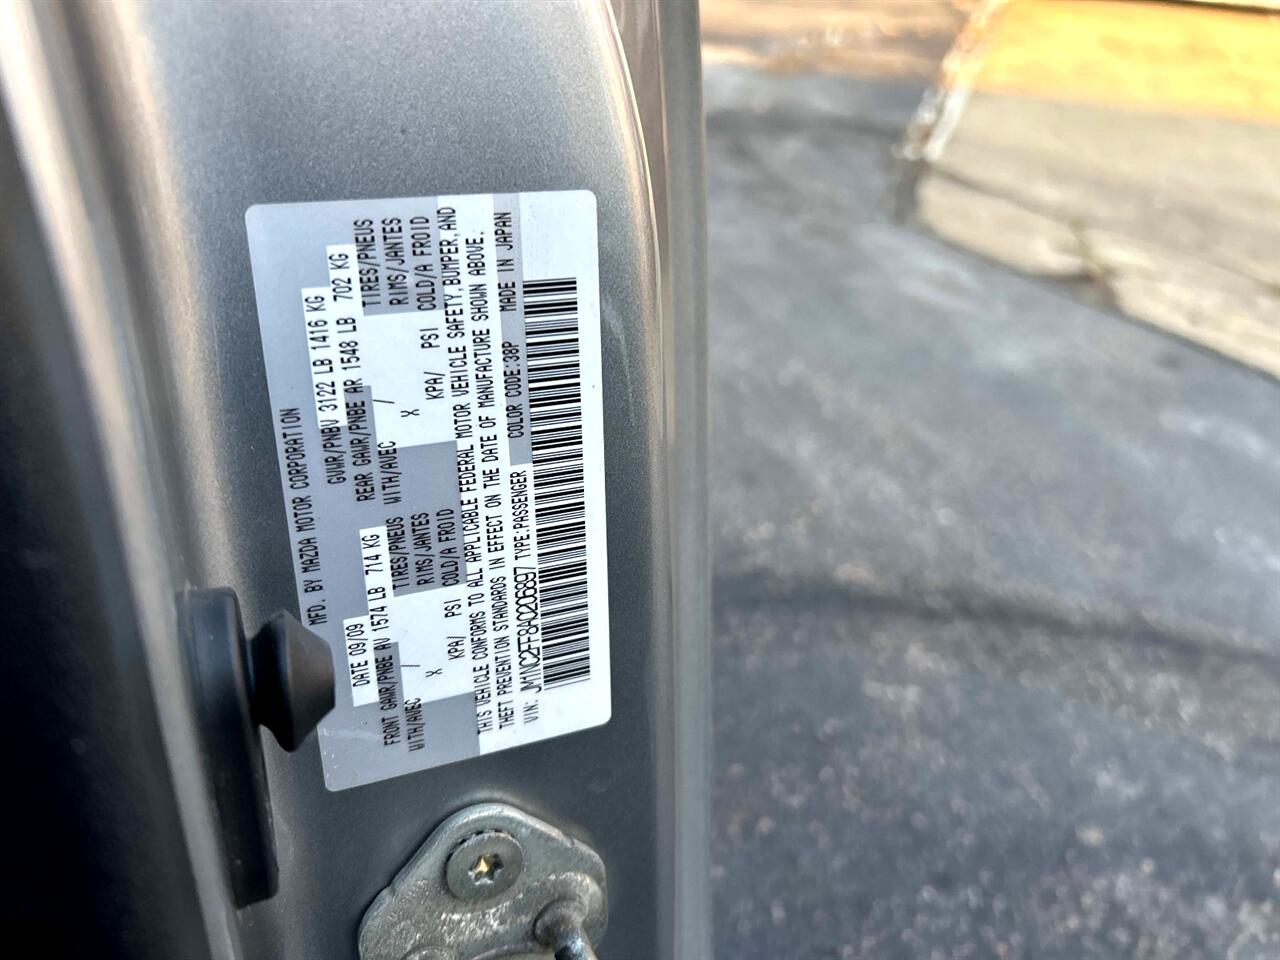 MFD. BY MAZDA MOTOR CORPORATION
DATE 09/09 GVWR/PNBV 3122 LB 1416 KG
FRONT GAWR/PNBE AV 1574 LB 714 KG REAR GAWR/PNBE AR 1548 LB 702 KG
WITH/AVEC / TIRES/PNEUS WITH/AVEC / TIRES/PNEUS
X RIMS/JANTES X RIMS/JANTES
KPA/ PSI COLD/A FROID KPA/ PSI COLD/A FROID
THIS VEHICLE CONFORMS TO ALL APPLICABLE FEDERAL MOTOR VEHICLE SAFETY, BUMPER, AND
THEFT PREVENTION STANDARDS IN EFFECT ON THE DATE OF MANUFACTURE SHOWN ABOVE.
VIN: JM1NC2FF8A0206897 TYPE:PASSENGER COLOR CODE:38P MADE IN JAPAN